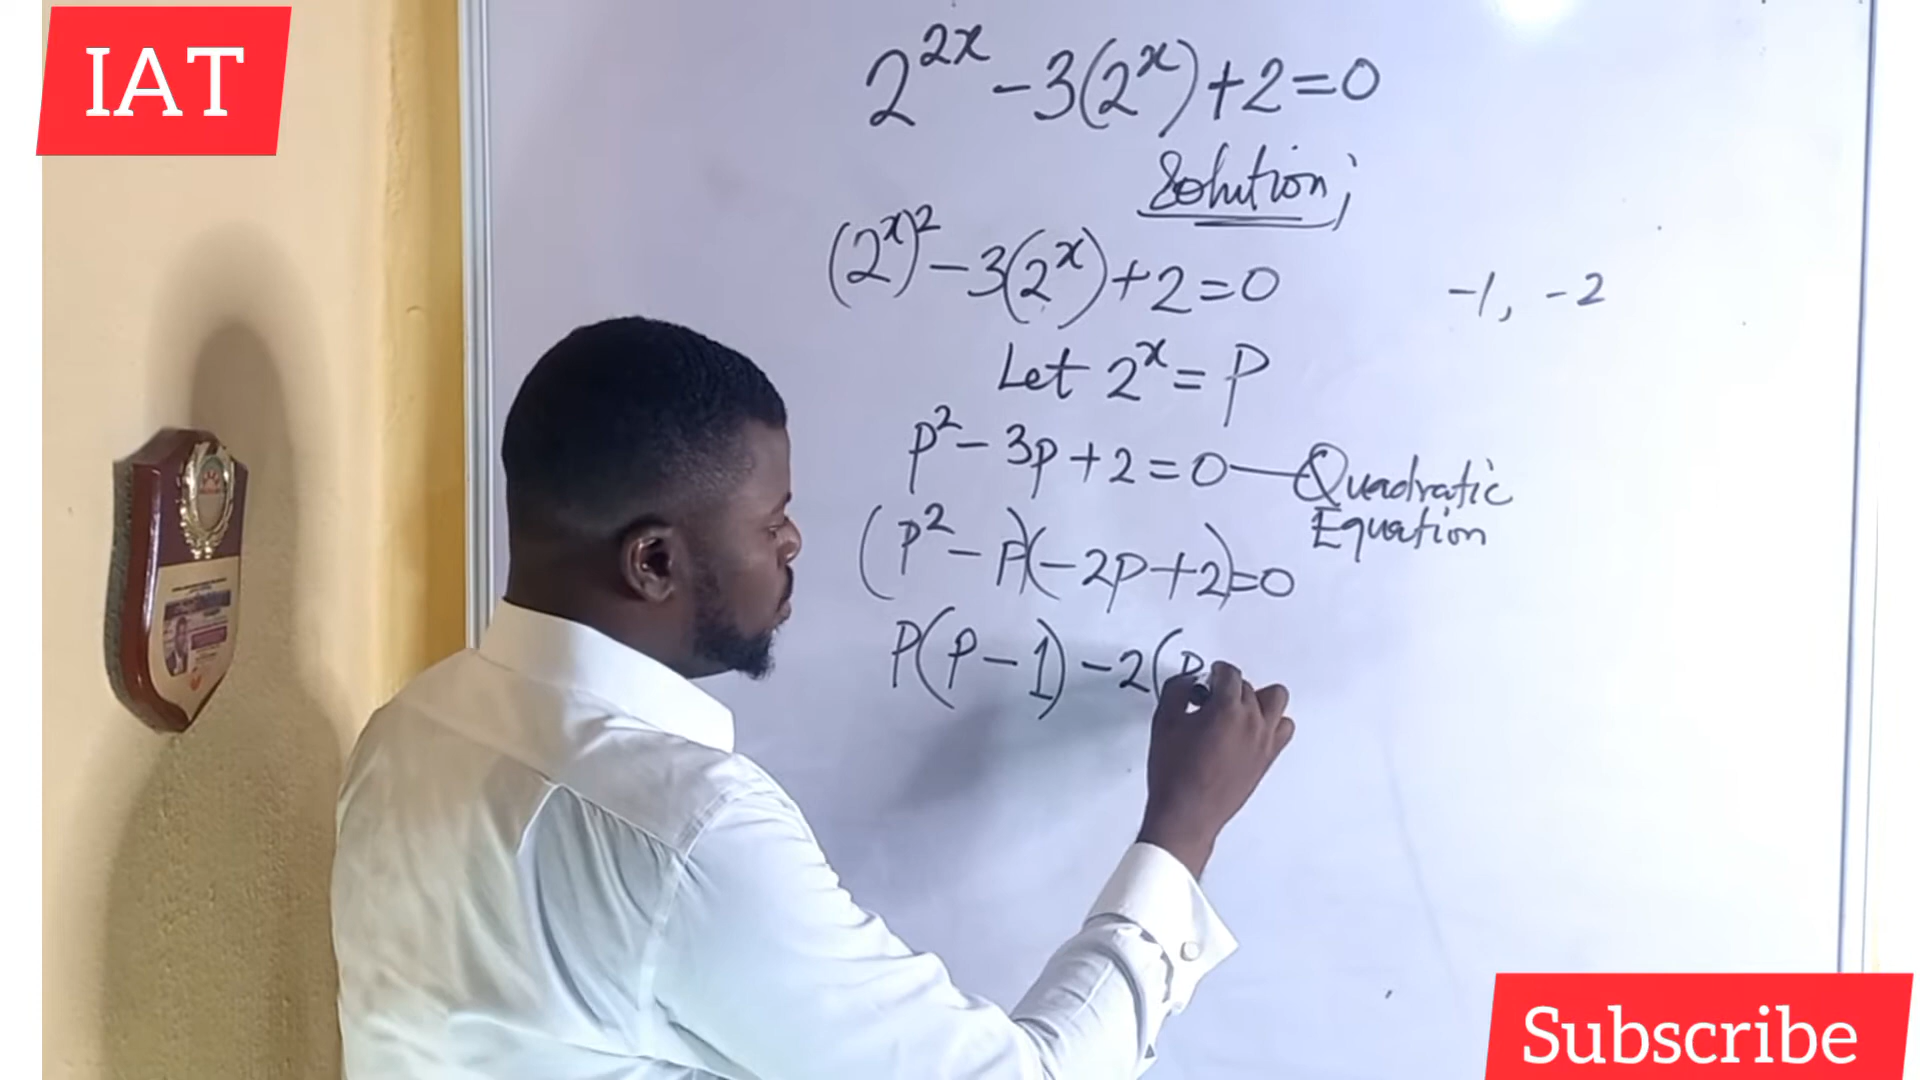 IAT
2^{2x} - 3(2^x) + 2 = 0
Solution;
(2^x)^2 - 3(2^x) + 2 = 0
-1, -2
Let 2^x = P
P^2 - 3p + 2 = 0 — Quadratic
Equation
(P^2 - P)(-2p + 2) = 0
P(P - 1) - 2(P
Subscribe